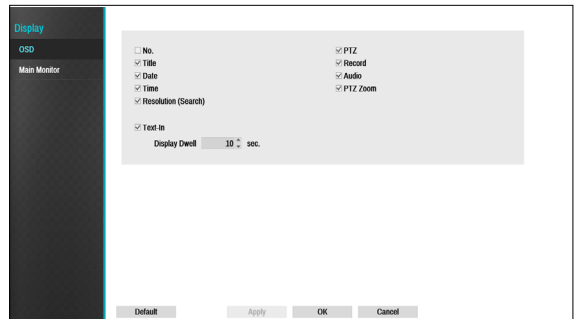 Display
OSD
Main Monitor
No.
Title
Date
Time
Resolution (Search)
PTZ
Record
Audio
PTZ Zoom
Text-In
Display Dwell 10 sec.
Default Apply OK Cancel